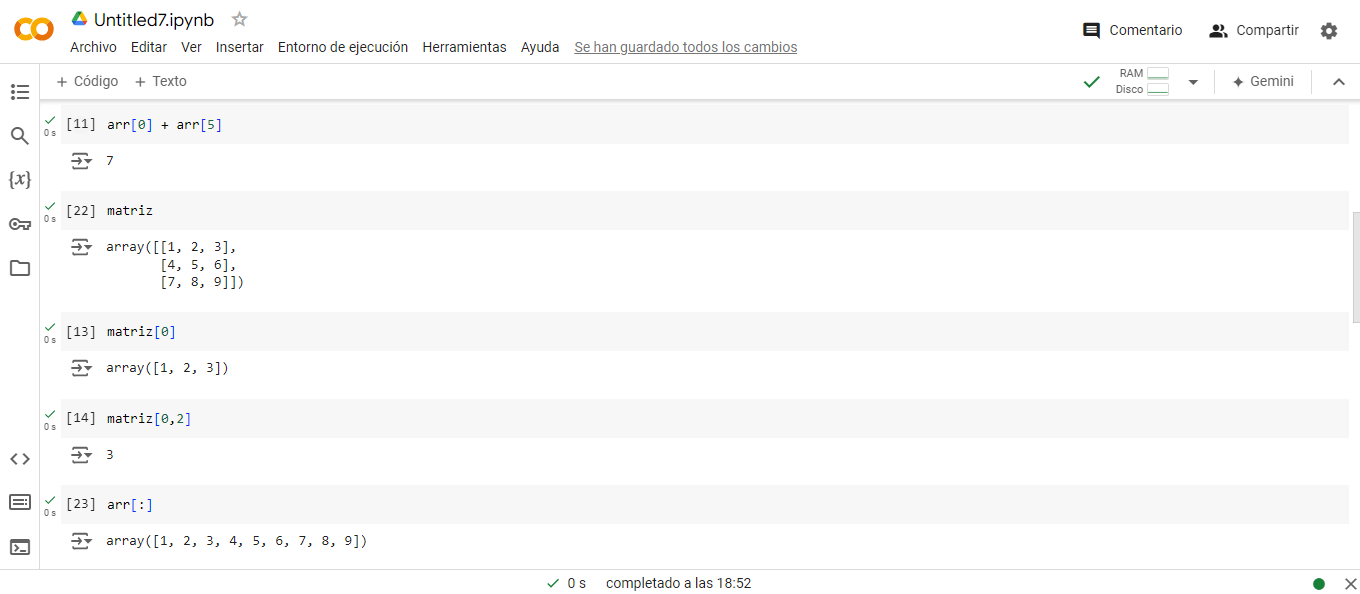 Untitled7.ipynb
Archivo Editar Ver Insertar Entorno de ejecución Herramientas Ayuda Se han guardado todos los cambios
Comentario Compartir
+ Código + Texto
RAM
Disco
Gemini
[11] arr[0] + arr[5]
0 s
7
[22] matriz
0 s
array([[1, 2, 3],
[4, 5, 6],
[7, 8, 9]])
[13] matriz[0]
0 s
array([1, 2, 3])
[14] matriz[0,2]
0 s
3
[23] arr[:]
0 s
array([1, 2, 3, 4, 5, 6, 7, 8, 9])
{x}
0 s completado a las 18:52